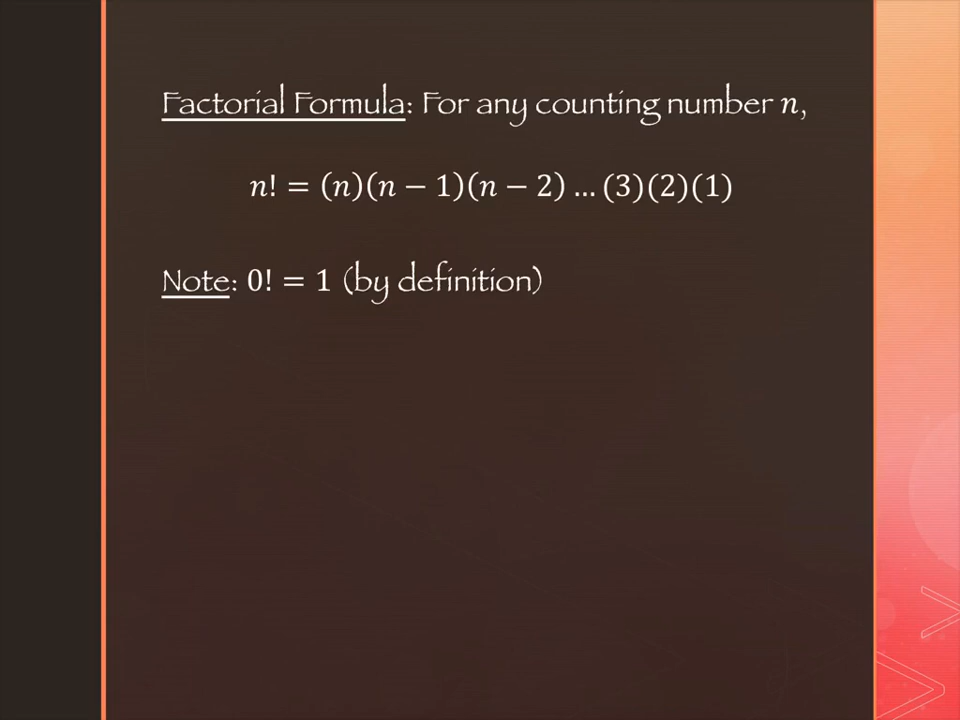 Factorial Formula: For any counting number n,
n! = (n)(n − 1)(n − 2) … (3)(2)(1)
Note: 0! = 1 (by definition)